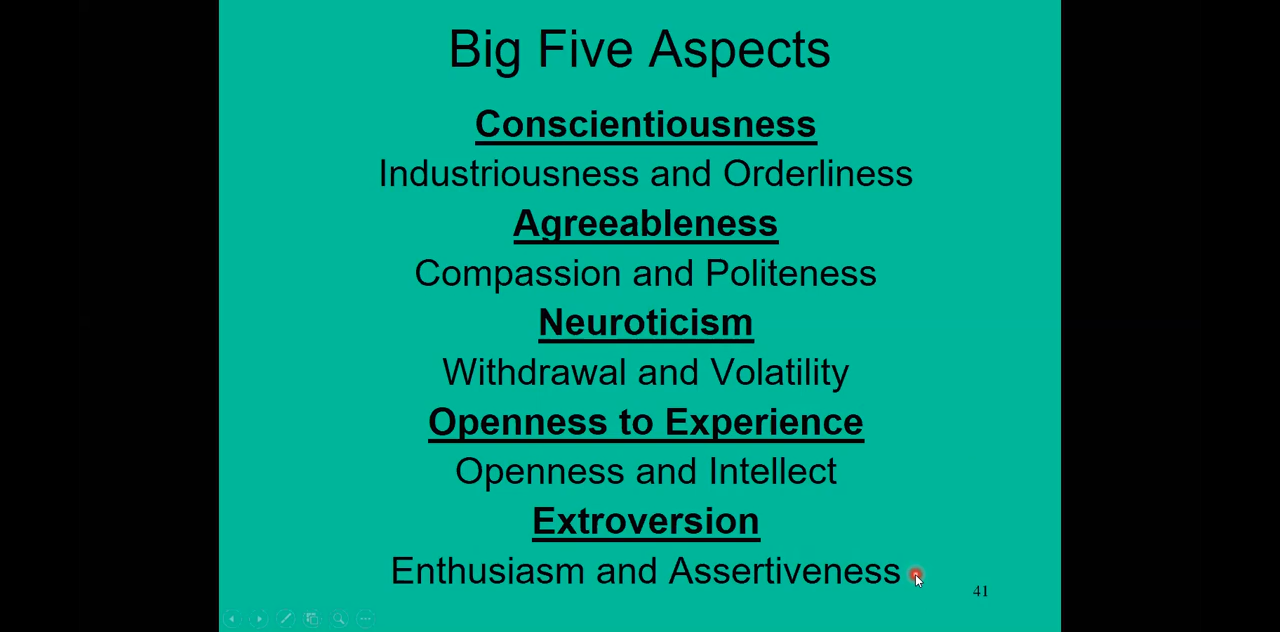 Big Five Aspects
Conscientiousness
Industriousness and Orderliness
Agreeableness
Compassion and Politeness
Neuroticism
Withdrawal and Volatility
Openness to Experience
Openness and Intellect
Extroversion
Enthusiasm and Assertiveness
41